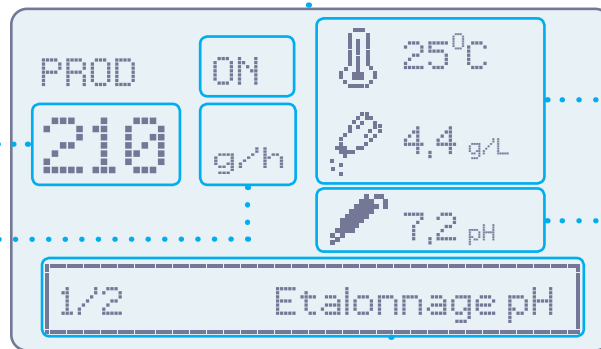 PROD ON
210 g/h
25°C
4,4 g/L
7,2 pH
1/2 Etalonnage pH